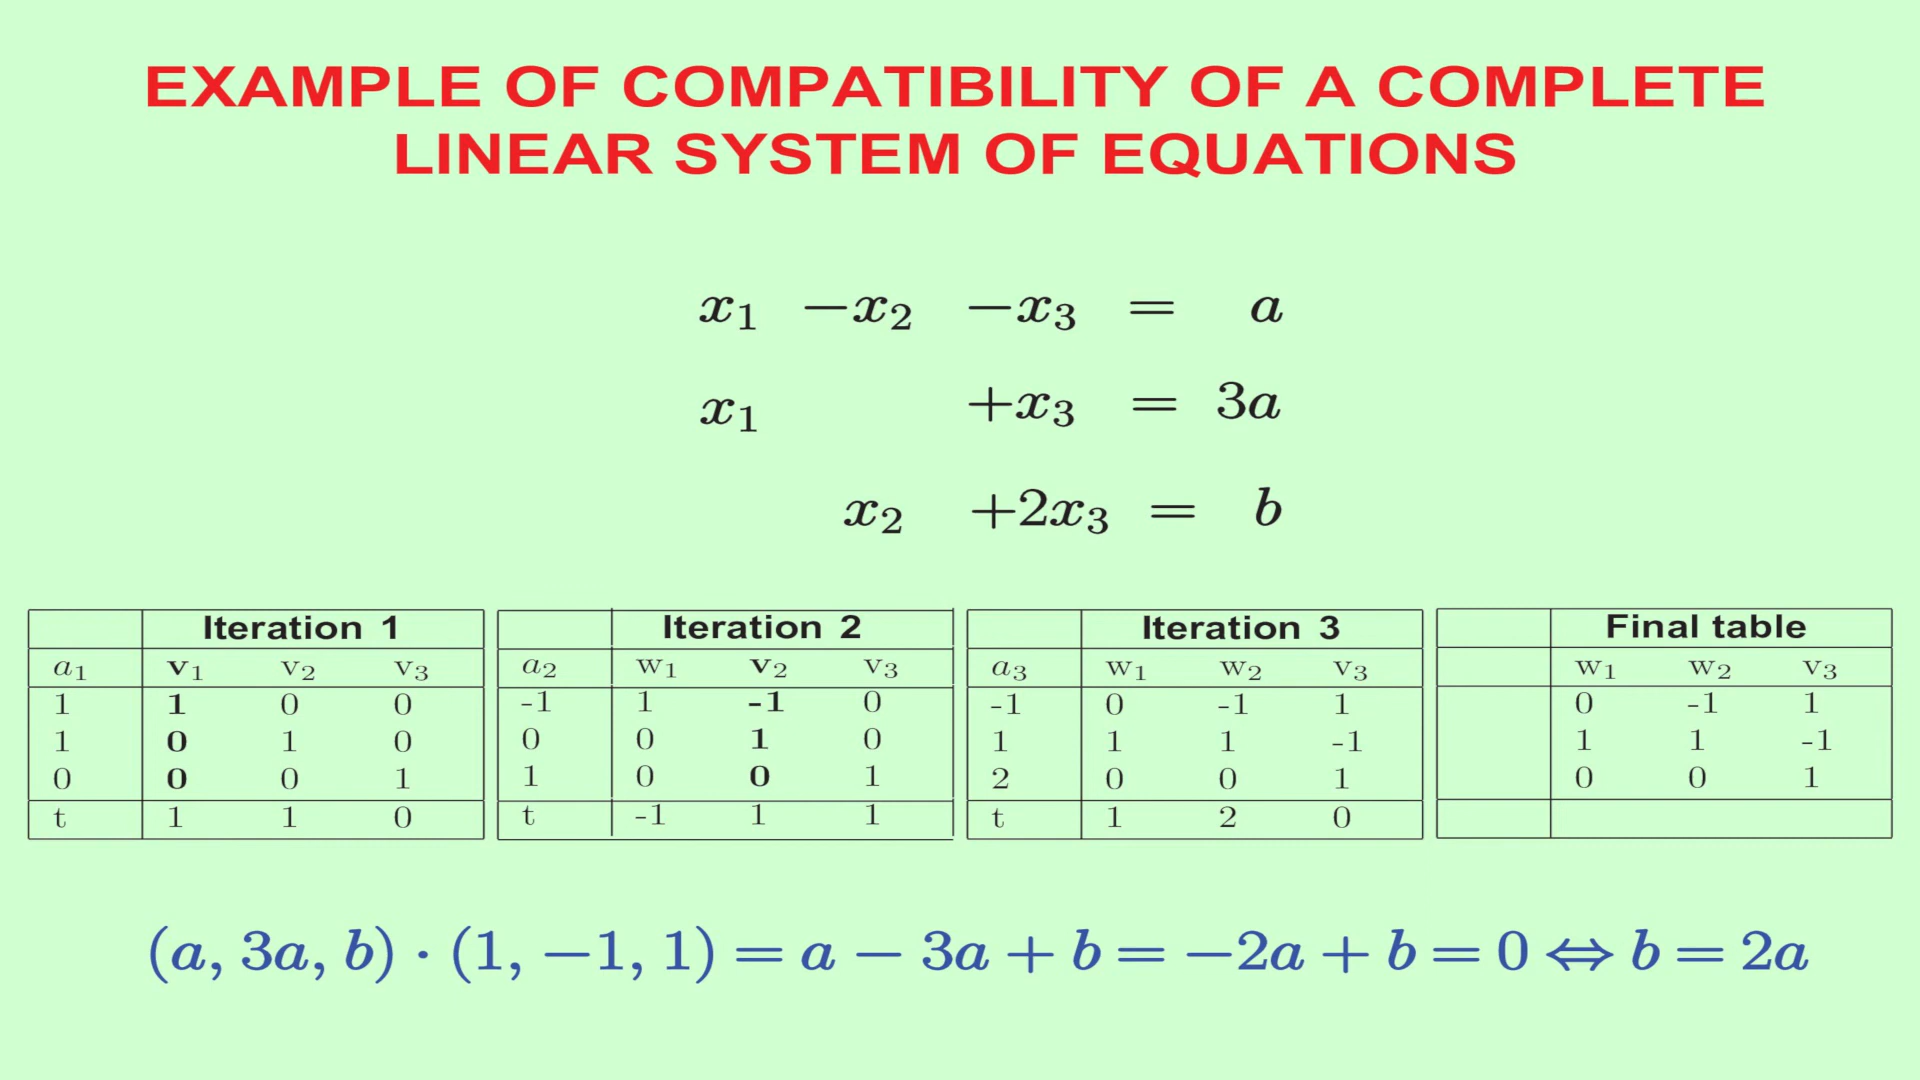 EXAMPLE OF COMPATIBILITY OF A COMPLETE
LINEAR SYSTEM OF EQUATIONS
x₁ −x₂ −x₃ = a
x₁ +x₃ = 3a
x₂ +2x₃ = b
Iteration 1
a₁ v₁ v₂ v₃
1 1 0 0
1 0 1 0
0 0 0 1
t 1 1 0
Iteration 2
a₂ w₁ v₂ v₃
-1 1 -1 0
0 0 1 0
1 0 0 1
t -1 1 1
Iteration 3
a₃ w₁ w₂ v₃
-1 0 -1 1
1 1 1 -1
2 0 0 1
t 1 2 0
Final table
w₁ w₂ v₃
0 -1 1
1 1 -1
0 0 1
(a, 3a, b) · (1, −1, 1) = a − 3a + b = −2a + b = 0 ⇔ b = 2a